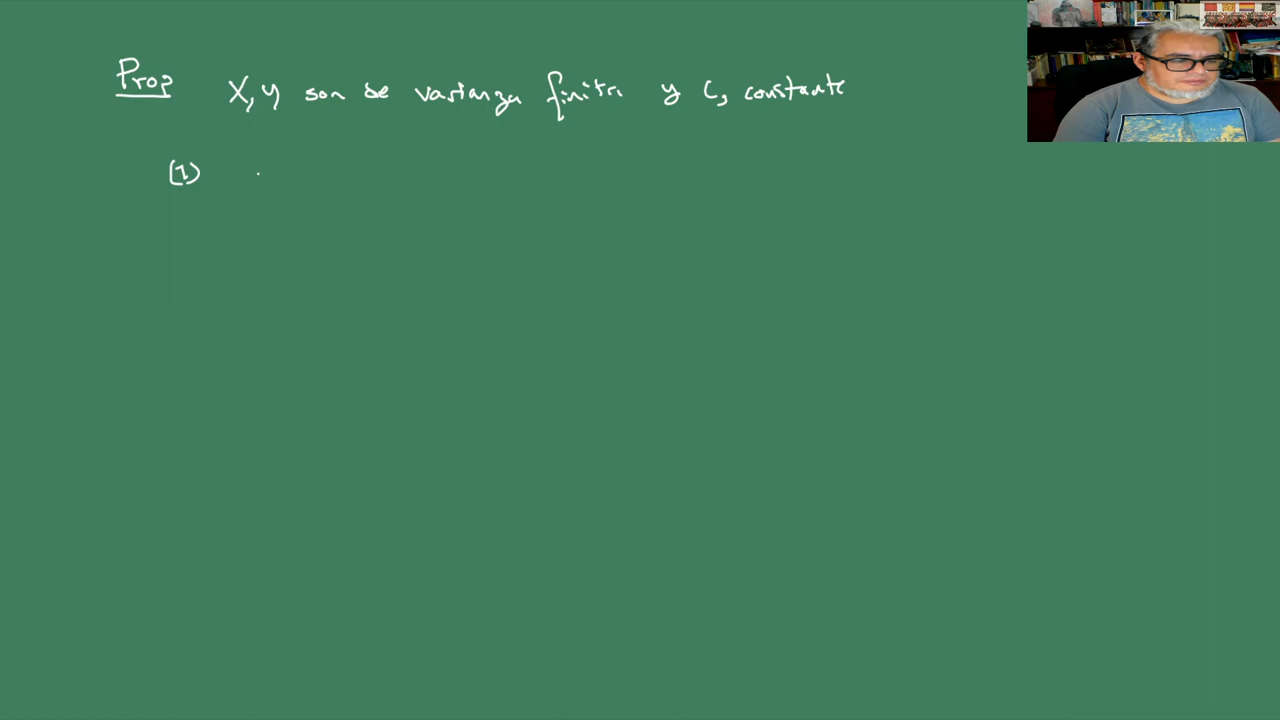 Prop X, Y son de varianza finita y C, constante
(1)